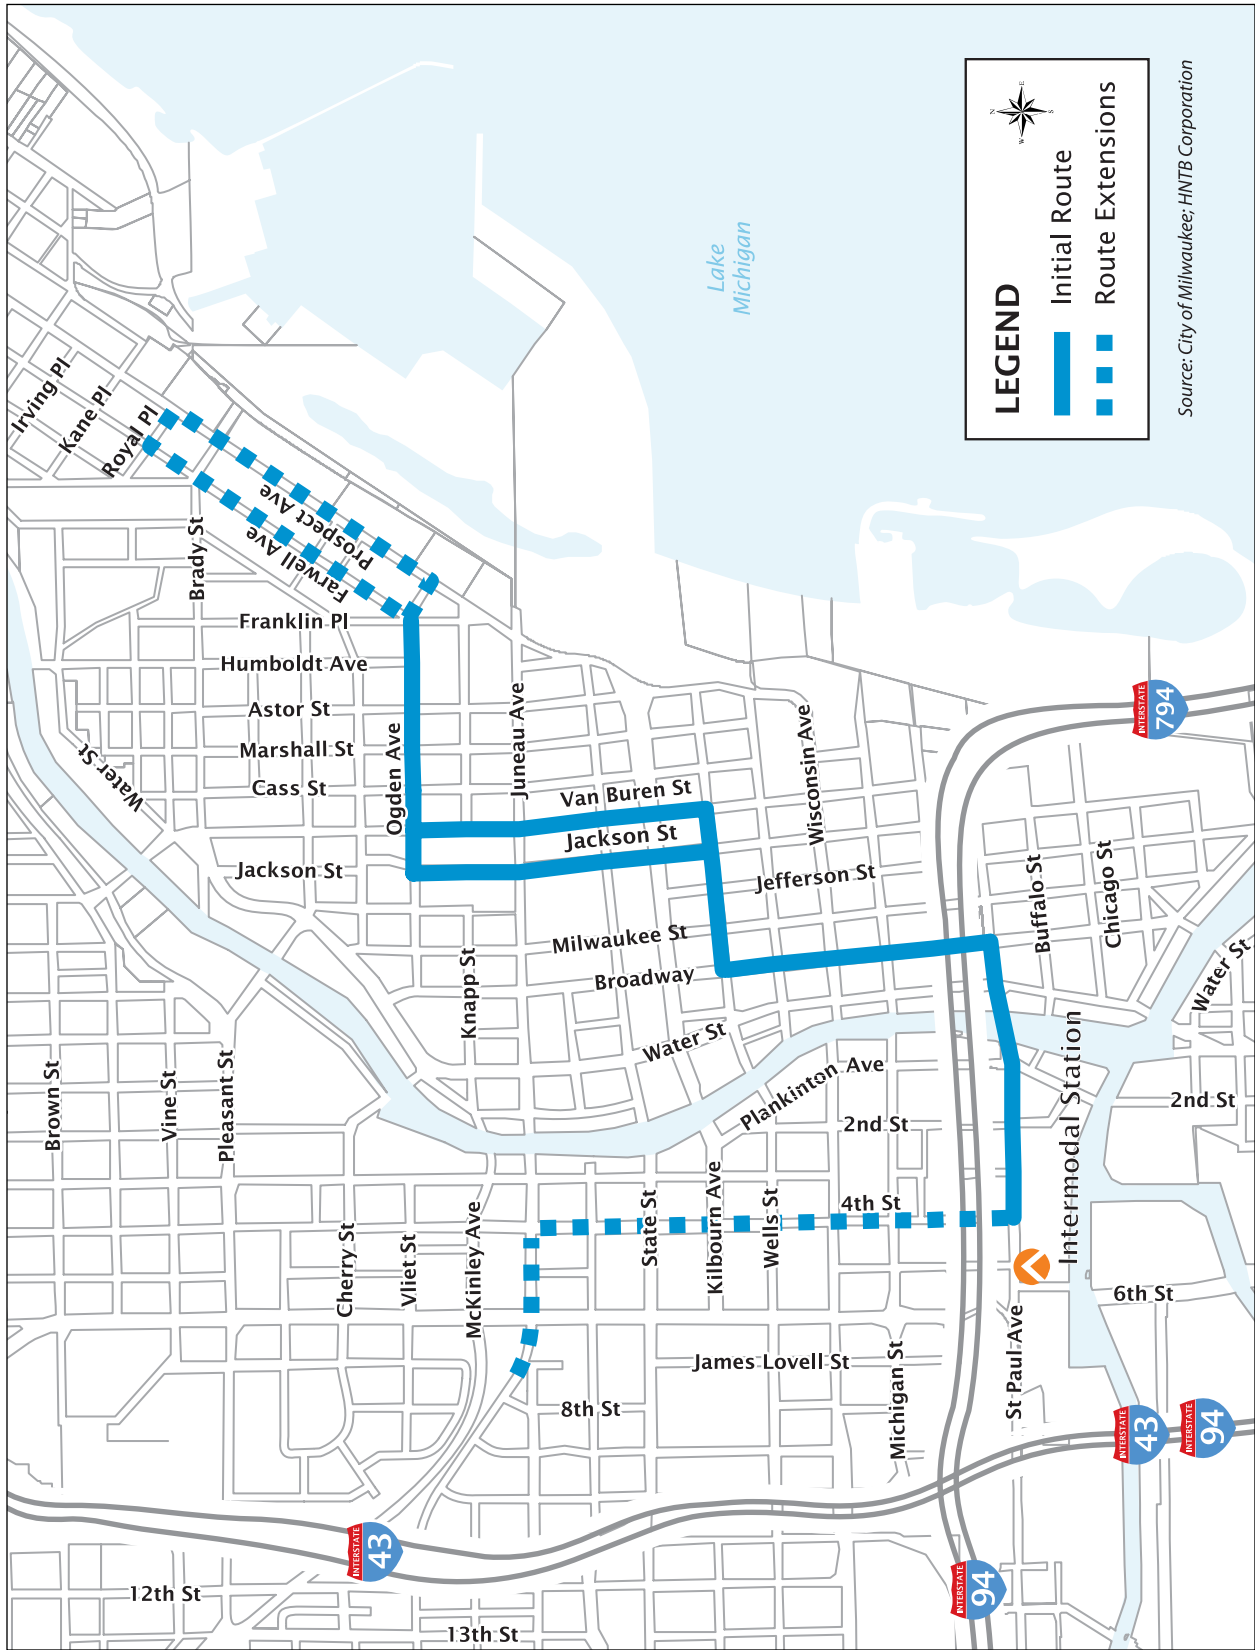 LEGEND
Initial Route
Route Extensions
N
E
S
W
Source: City of Milwaukee; HNTB Corporation
Lake
Michigan
Irving Pl
Kane Pl
Royal Pl
Prospect Ave
Farwell Ave
Brady St
Franklin Pl
Humboldt Ave
Astor St
Marshall St
Cass St
Jackson St
Water St
Ogden Ave
Juneau Ave
Van Buren St
Jackson St
Wisconsin Ave
Jefferson St
Milwaukee St
Broadway
Knapp St
Water St
Plankinton Ave
2nd St
4th St
INTERSTATE
794
Buffalo St
Chicago St
Water St
2nd St
Intermodal Station
6th St
St Paul Ave
Brown St
Vine St
Pleasant St
Cherry St
Vliet St
McKinley Ave
State St
Kilbourn Ave
Wells St
James Lovell St
Michigan St
8th St
INTERSTATE
43
INTERSTATE
94
INTERSTATE
43
INTERSTATE
94
12th St
13th St